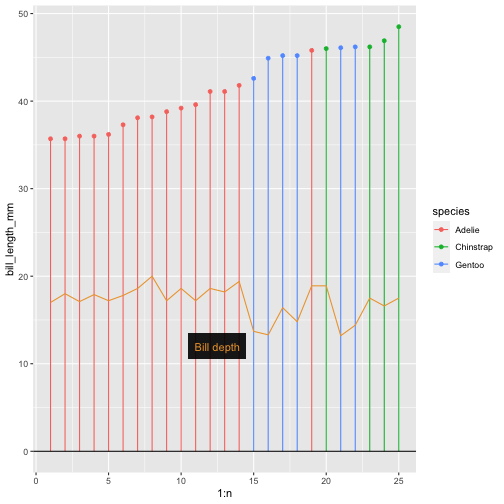 50
40
30
20
10
0
bill_length_mm
Bill depth
0 5 10 15 20 25
1:n
species
Adelie
Chinstrap
Gentoo